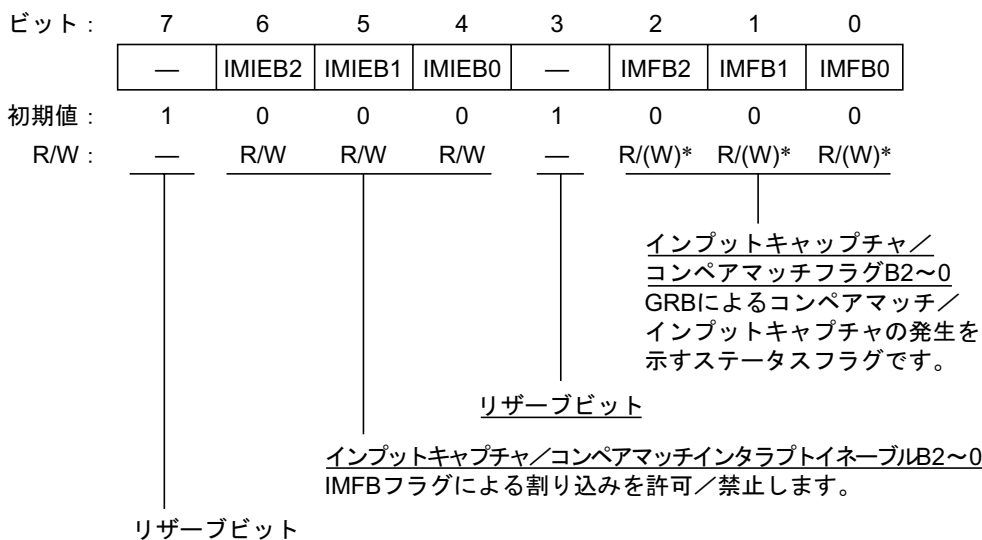 ビット： 7 6 5 4 3 2 1 0
― IMIEB2 IMIEB1 IMIEB0 ― IMFB2 IMFB1 IMFB0
初期値： 1 0 0 0 1 0 0 0
R/W： ― R/W R/W R/W ― R/(W)* R/(W)* R/(W)*
インプットキャップチャ／
コンペアマッチフラグB2～0
GRBによるコンペアマッチ／
インプットキャプチャの発生を
示すステータスフラグです。
リザーブビット
インプットキャプチャ／コンペアマッチインタラプトイネーブルB2～0
IMFBフラグによる割り込みを許可／禁止します。
リザーブビット